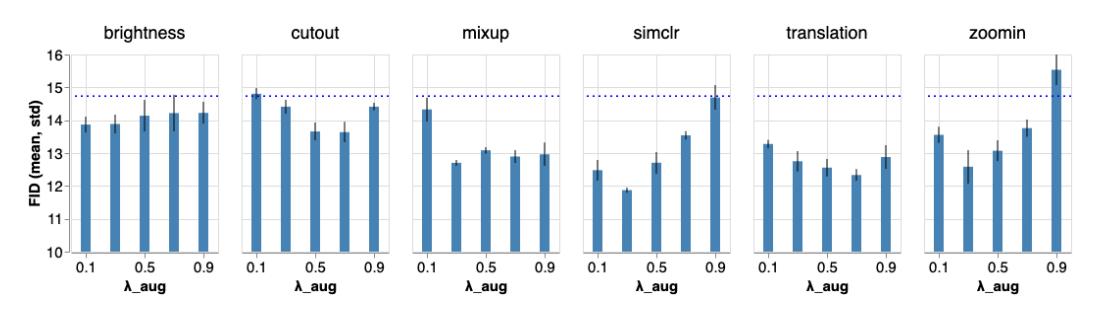 brightness cutout mixup simclr translation zoomin
16
15
14
13
12
11
10
FID (mean, std)
0.1 0.5 0.9 0.1 0.5 0.9 0.1 0.5 0.9 0.1 0.5 0.9 0.1 0.5 0.9 0.1 0.5 0.9
λ_aug λ_aug λ_aug λ_aug λ_aug λ_aug